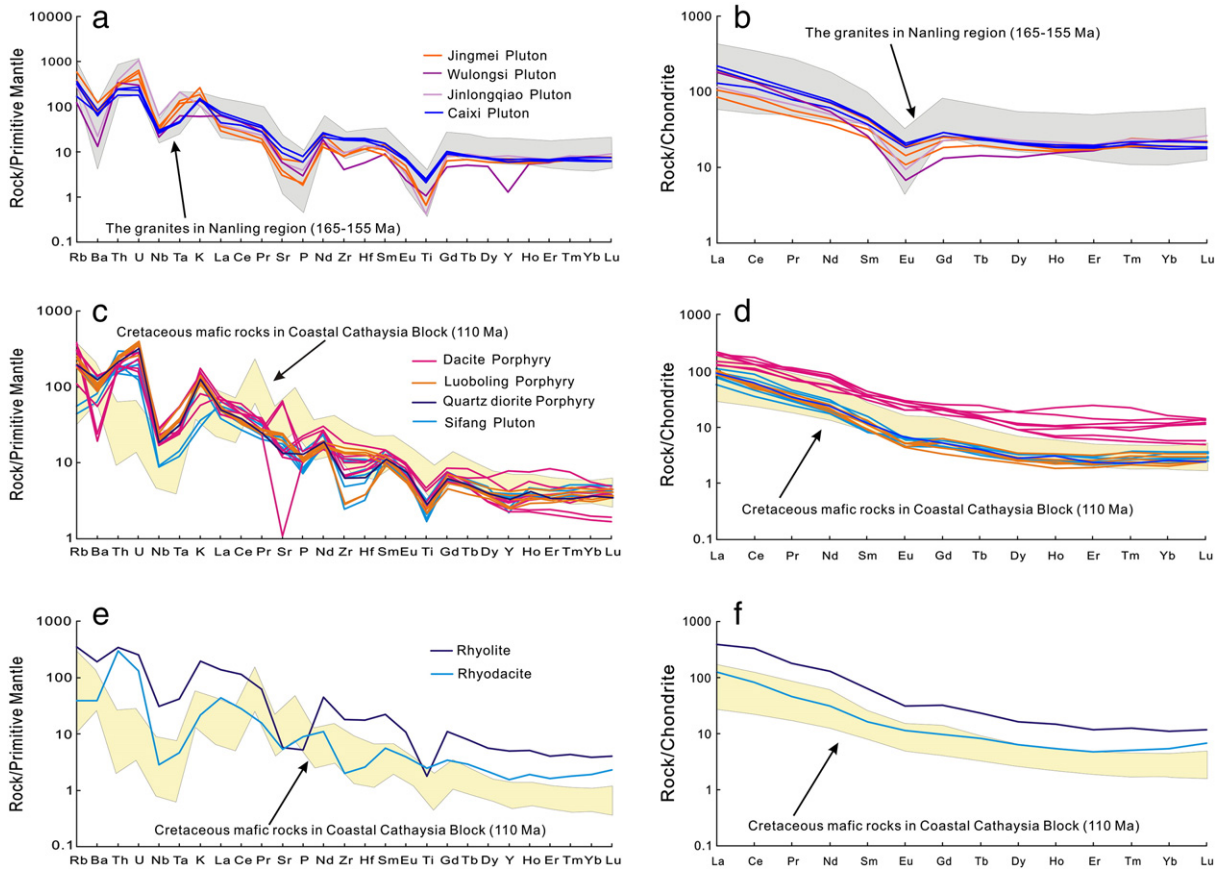 a
Rock/Primitive Mantle
10000
1000
100
10
1
0.1
Jingmei Pluton
Wulongsi Pluton
Jinlongqiao Pluton
Caixi Pluton
The granites in Nanling region (165-155 Ma)
Rb Ba Th U Nb Ta K La Ce Pr Sr P Nd Zr Hf Sm Eu Ti Gd Tb Dy Y Ho Er Tm Yb Lu
b
Rock/Chondrite
1000
100
10
1
The granites in Nanling region (165-155 Ma)
La Ce Pr Nd Sm Eu Gd Tb Dy Ho Er Tm Yb Lu
c
Rock/Primitive Mantle
1000
100
10
1
Cretaceous mafic rocks in Coastal Cathaysia Block (110 Ma)
Dacite Porphyry
Luoboling Porphyry
Quartz diorite Porphyry
Sifang Pluton
Rb Ba Th U Nb Ta K La Ce Pr Sr P Nd Zr Hf Sm Eu Ti Gd Tb Dy Y Ho Er Tm Yb Lu
d
Rock/Chondrite
1000
100
10
1
0.1
Cretaceous mafic rocks in Coastal Cathaysia Block (110 Ma)
La Ce Pr Nd Sm Eu Gd Tb Dy Ho Er Tm Yb Lu
e
Rock/Primitive Mantle
1000
100
10
1
0.1
Rhyolite
Rhyodacite
Cretaceous mafic rocks in Coastal Cathaysia Block (110 Ma)
Rb Ba Th U Nb Ta K La Ce Pr Sr P Nd Zr Hf Sm Eu Ti Gd Tb Dy Y Ho Er Tm Yb Lu
f
Rock/Chondrite
1000
100
10
1
0.1
Cretaceous mafic rocks in Coastal Cathaysia Block (110 Ma)
La Ce Pr Nd Sm Eu Gd Tb Dy Ho Er Tm Yb Lu